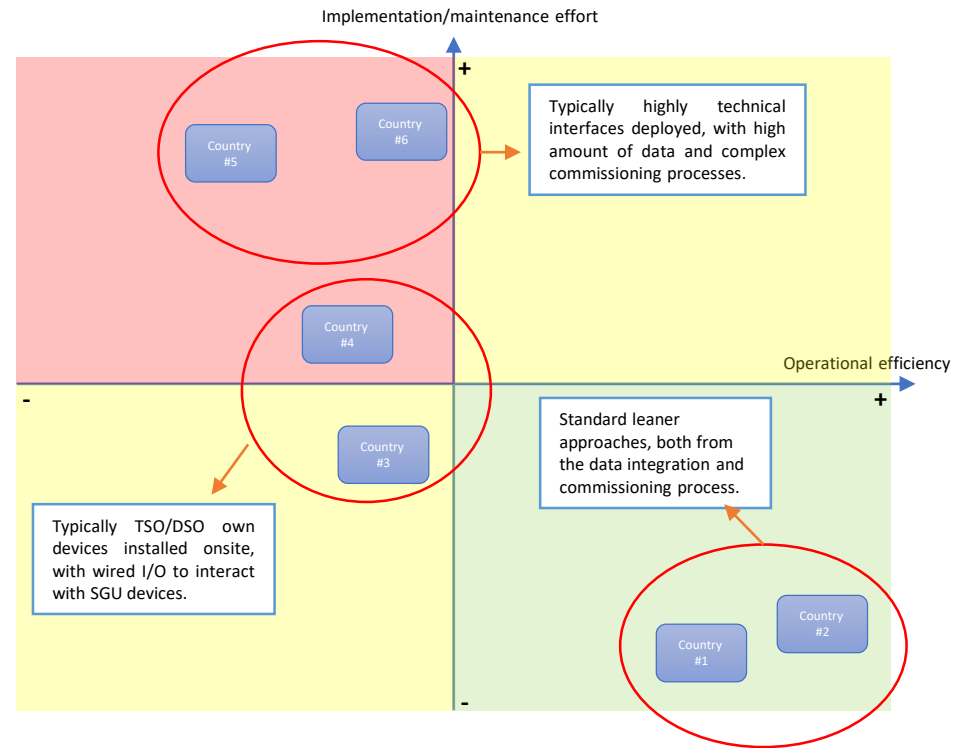 Implementation/maintenance effort
+
Typically highly technical
interfaces deployed, with high
amount of data and complex
commissioning processes.
Country
#6
Country
#5
Country
#4
Operational efficiency
-
+
Country
#3
Standard leaner
approaches, both from
the data integration and
commissioning process.
Typically TSO/DSO own
devices installed onsite,
with wired I/O to interact
with SGU devices.
Country
#2
Country
#1
-